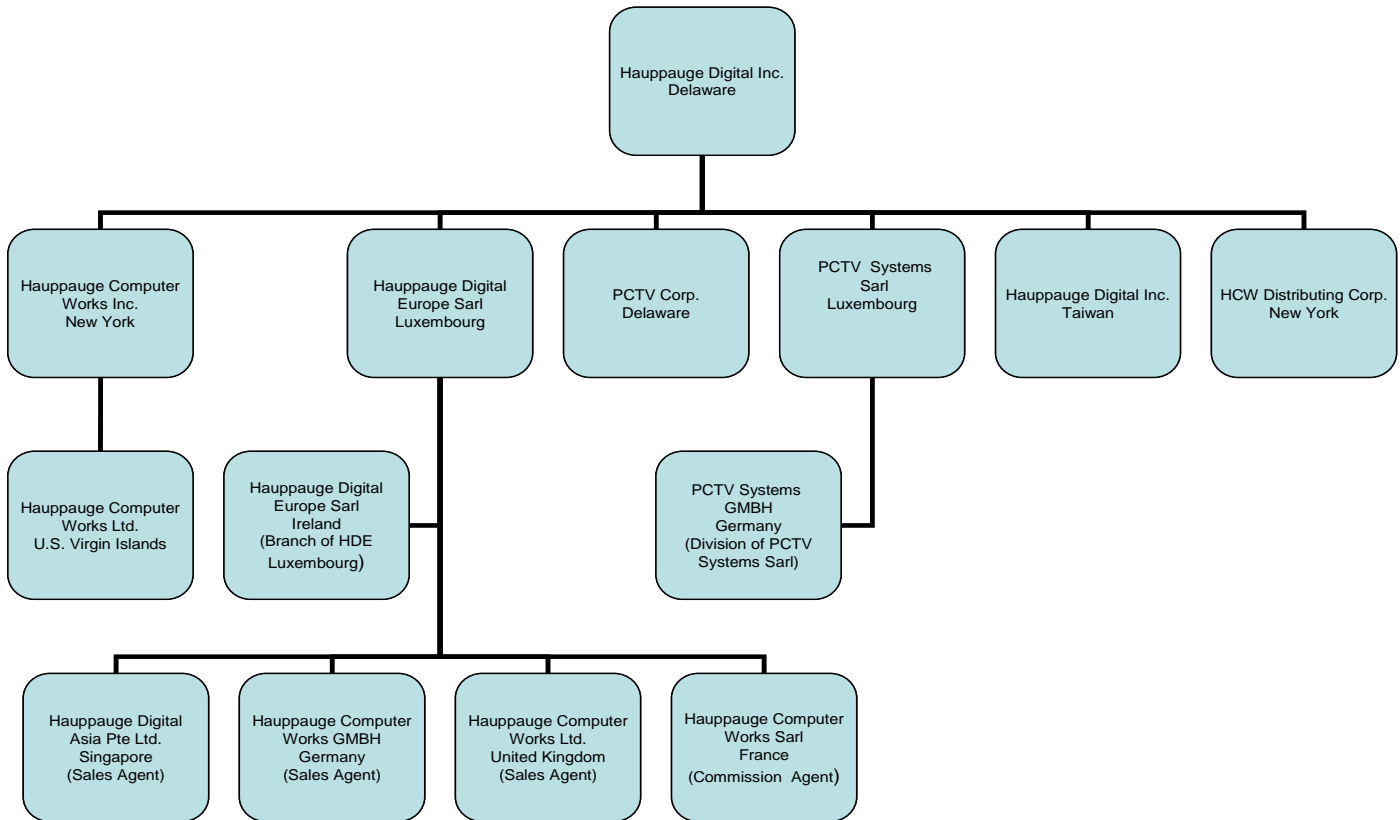 Hauppauge Digital Inc.
Delaware
Hauppauge Computer
Works Inc.
New York
Hauppauge Digital
Europe Sarl
Luxembourg
PCTV Corp.
Delaware
PCTV Systems
Sarl
Luxembourg
Hauppauge Digital Inc.
Taiwan
HCW Distributing Corp.
New York
Hauppauge Computer
Works Ltd.
U.S. Virgin Islands
Hauppauge Digital
Europe Sarl
Ireland
(Branch of HDE
Luxembourg)
PCTV Systems
GMBH
Germany
(Division of PCTV
Systems Sarl)
Hauppauge Digital
Asia Pte Ltd.
Singapore
(Sales Agent)
Hauppauge Computer
Works GMBH
Germany
(Sales Agent)
Hauppauge Computer
Works Ltd.
United Kingdom
(Sales Agent)
Hauppauge Computer
Works Sarl
France
(Commission Agent)